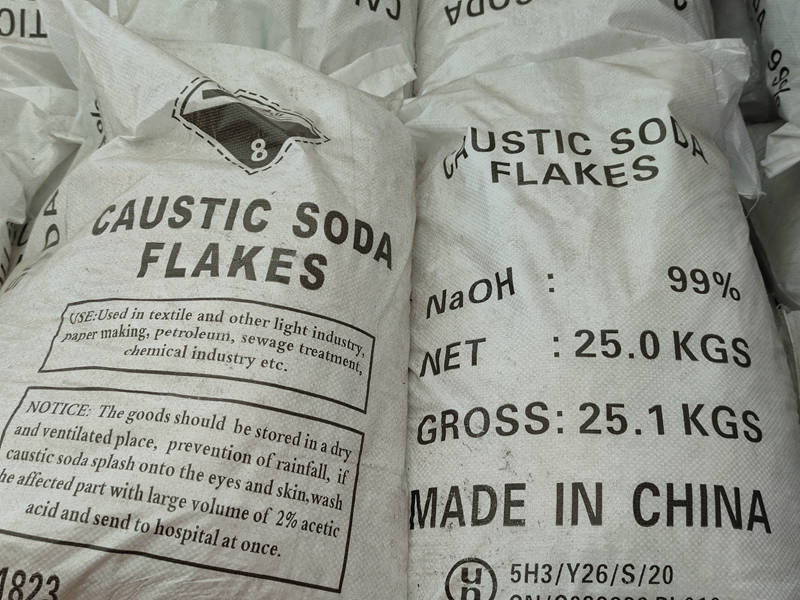 SODA
8
CAUSTIC SODA
FLAKES
USE:Used in textile and other light industry,
paper making, petroleum, sewage treatment,
chemical industry etc.
NOTICE: The goods should be stored in a dry
and ventilated place, prevention of rainfall, if
caustic soda splash onto the eyes and skin,wash
he affected part with large volume of 2% acetic
acid and send to hospital at once.
1823
CAUSTIC SODA
FLAKES
NaOH : 99%
NET : 25.0 KGS
GROSS: 25.1 KGS
MADE IN CHINA
un
5H3/Y26/S/20